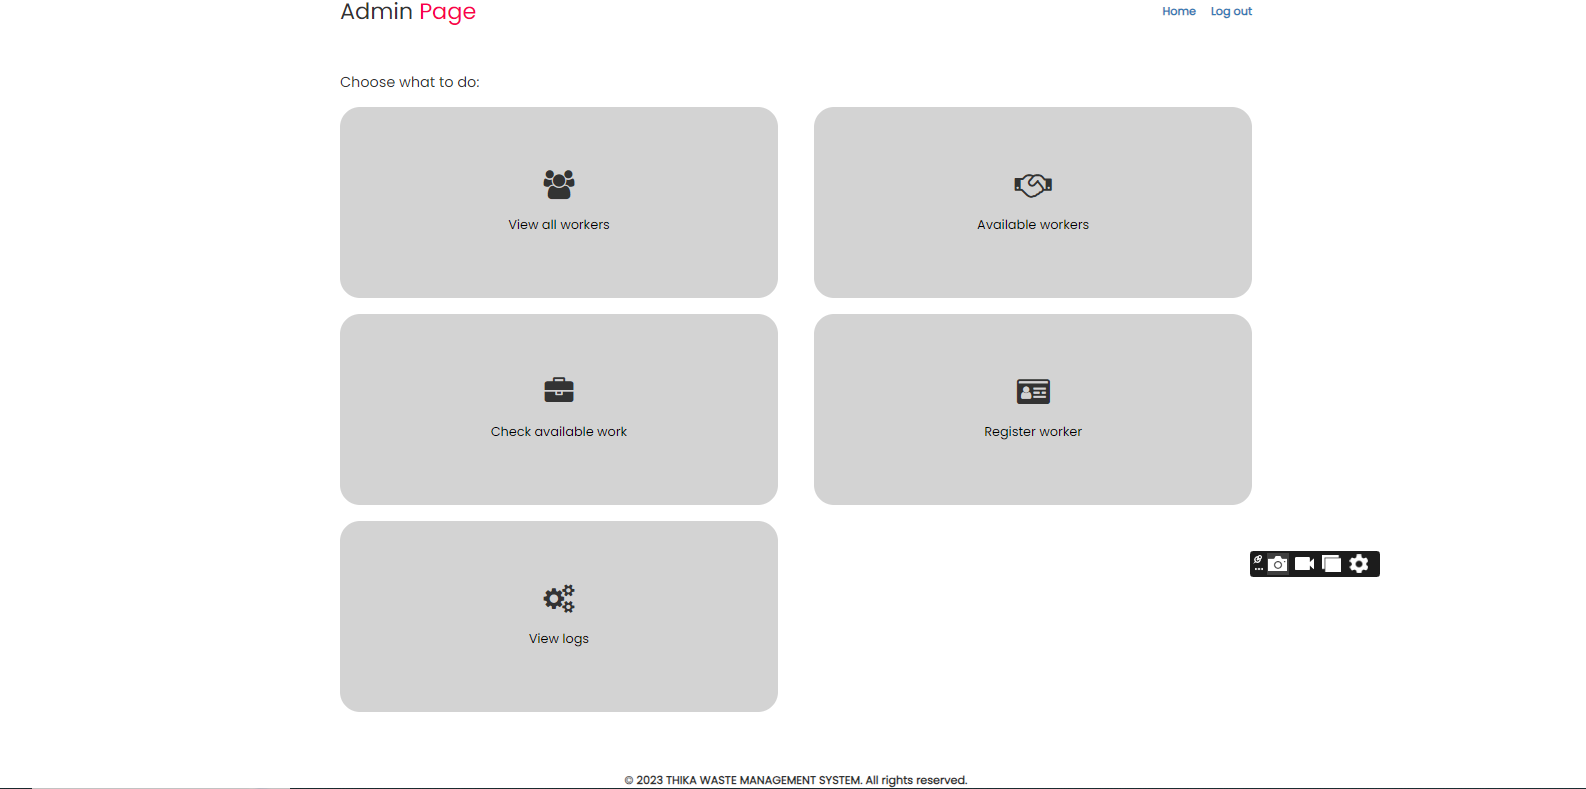 Admin Page
Home Log out
Choose what to do:
View all workers
Available workers
Check available work
Register worker
View logs
© 2023 THIKA WASTE MANAGEMENT SYSTEM. All rights reserved.